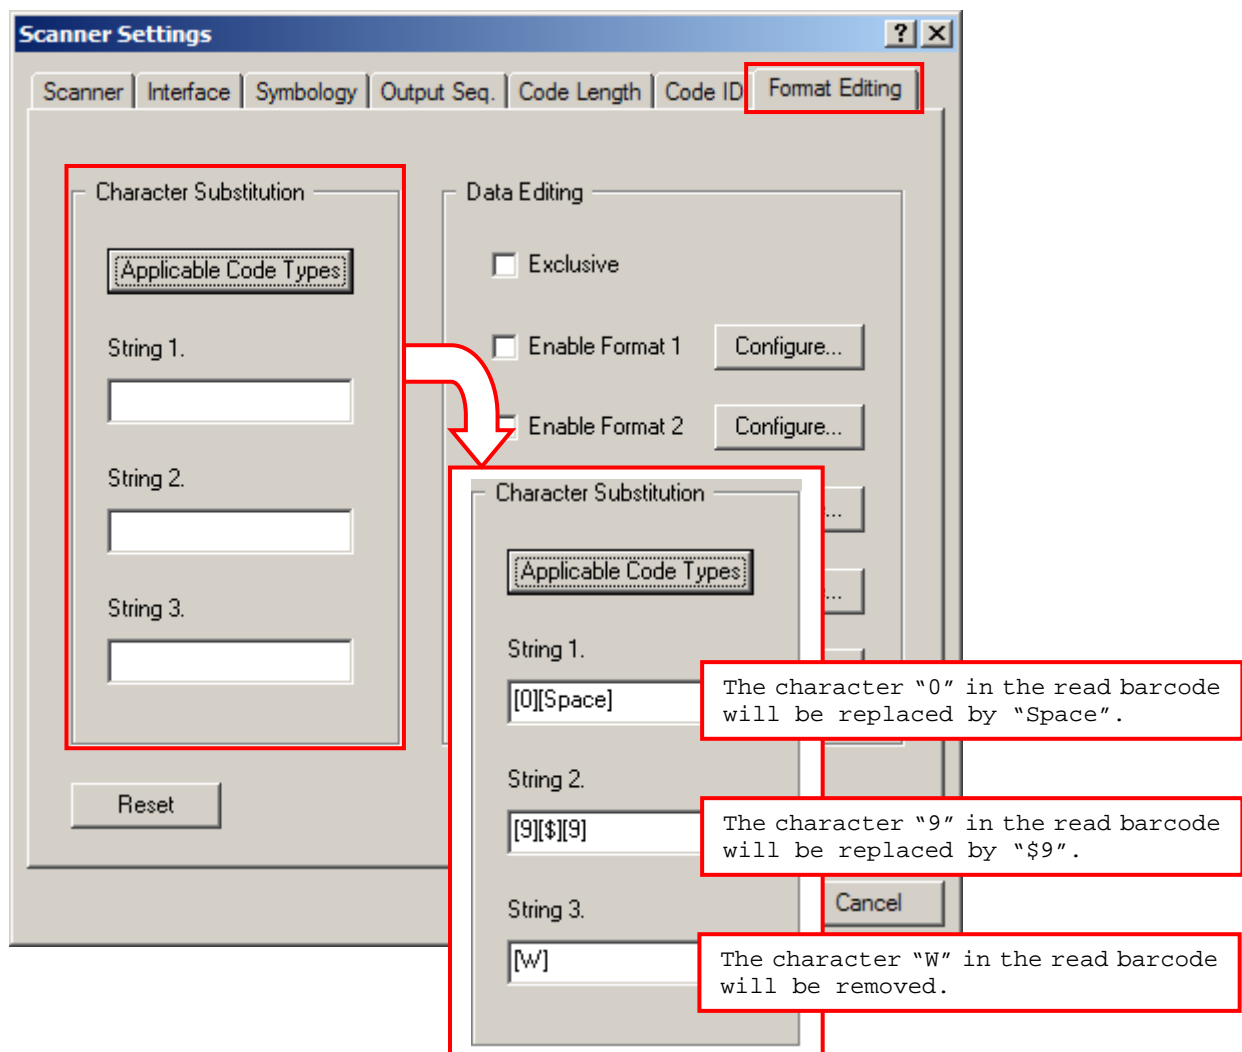 Scanner Settings
Scanner Interface Symbology Output Seq. Code Length Code ID Format Editing
Character Substitution
Applicable Code Types
String 1.
String 2.
String 3.
Reset
Data Editing
Exclusive
Enable Format 1 Configure...
Enable Format 2 Configure...
...
...
Cancel
Character Substitution
Applicable Code Types
String 1.
[0][Space]
The character “0” in the read barcode
will be replaced by “Space”.
String 2.
[9][$][9]
The character “9” in the read barcode
will be replaced by “$9”.
String 3.
[W]
The character “W” in the read barcode
will be removed.